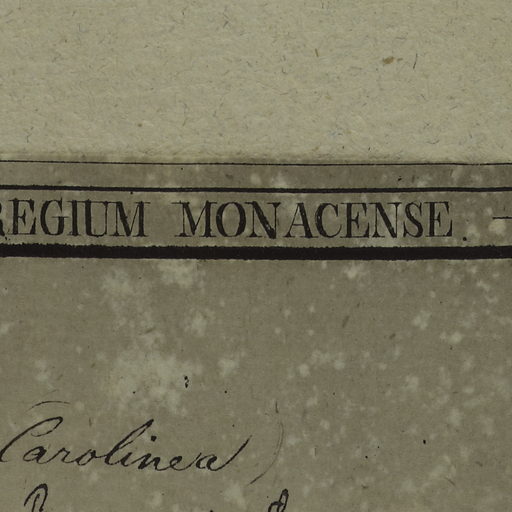 REGIUM MONACENSE. —
(Carolinea)